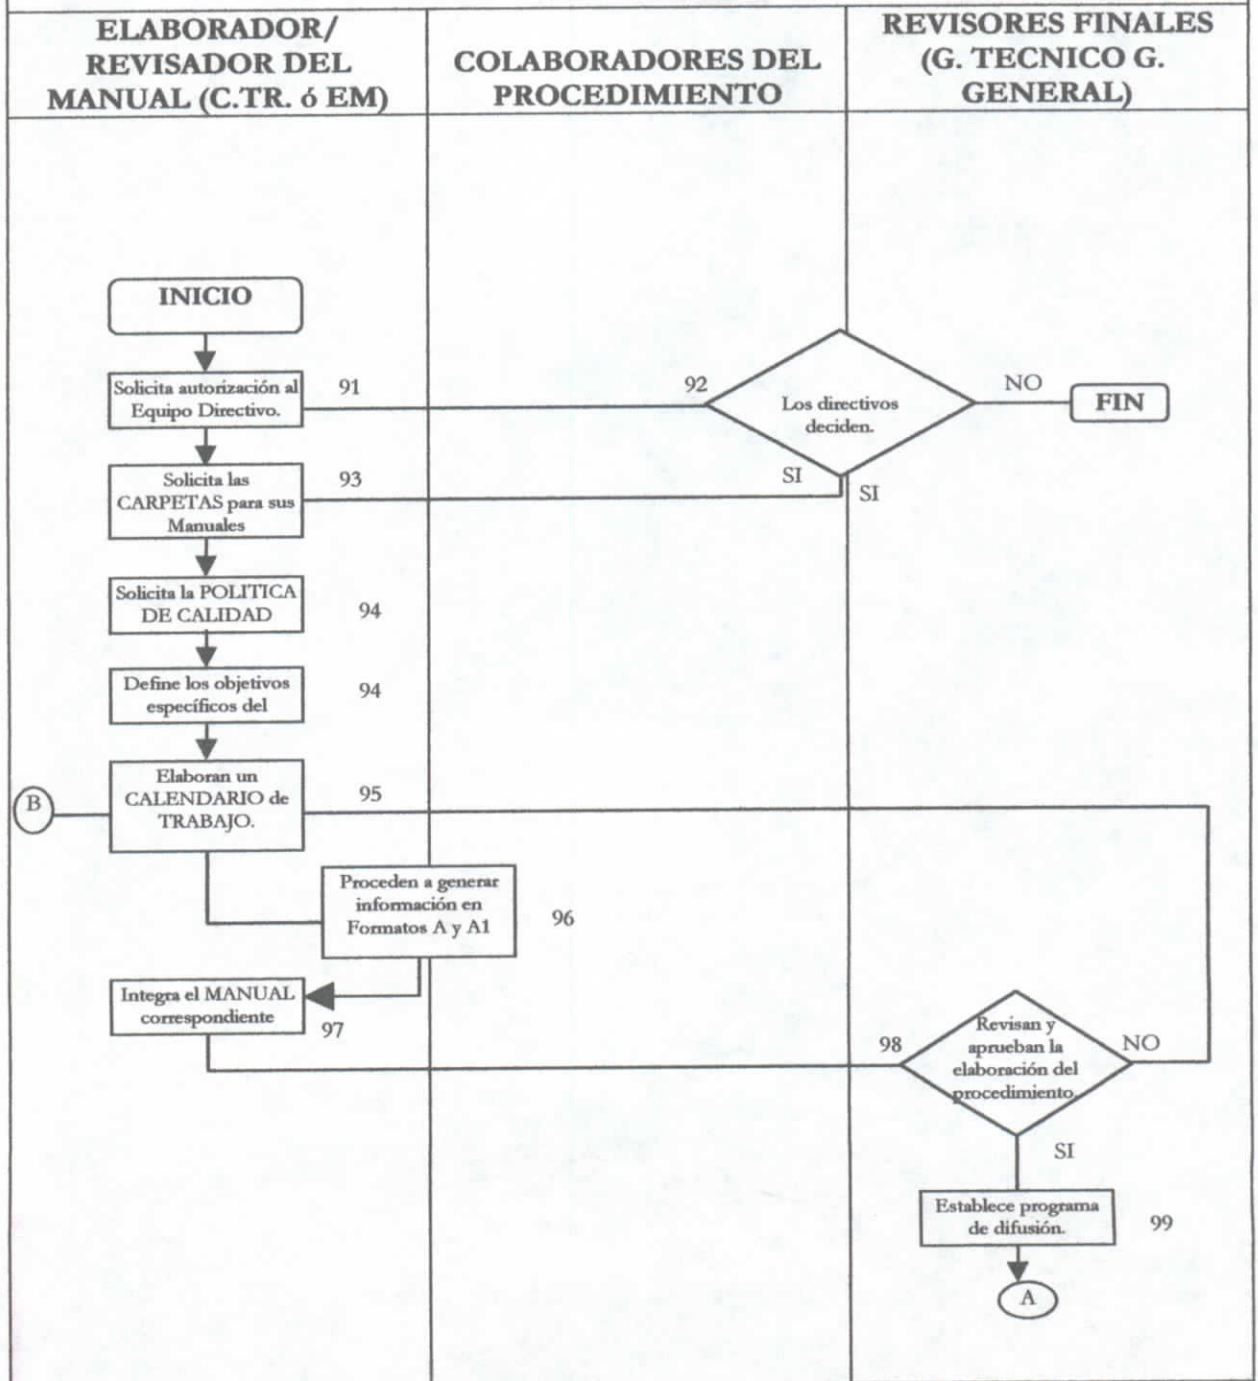 ELABORADOR/
REVISADOR DEL
MANUAL (C.TR. ó EM)
COLABORADORES DEL
PROCEDIMIENTO
REVISORES FINALES
(G. TECNICO G.
GENERAL)
INICIO
Solicita autorización al
Equipo Directivo.
91
92
Los directivos
deciden.
NO
FIN
SI
SI
Solicita las
CARPETAS para sus
Manuales
93
Solicita la POLITICA
DE CALIDAD
94
Define los objetivos
específicos del
94
B
Elaboran un
CALENDARIO de
TRABAJO.
95
Proceden a generar
información en
Formatos A y A1
96
Integra el MANUAL
correspondiente
97
98
Revisan y
aprueban la
elaboración del
procedimiento.
NO
SI
Establece programa
de difusión.
99
A